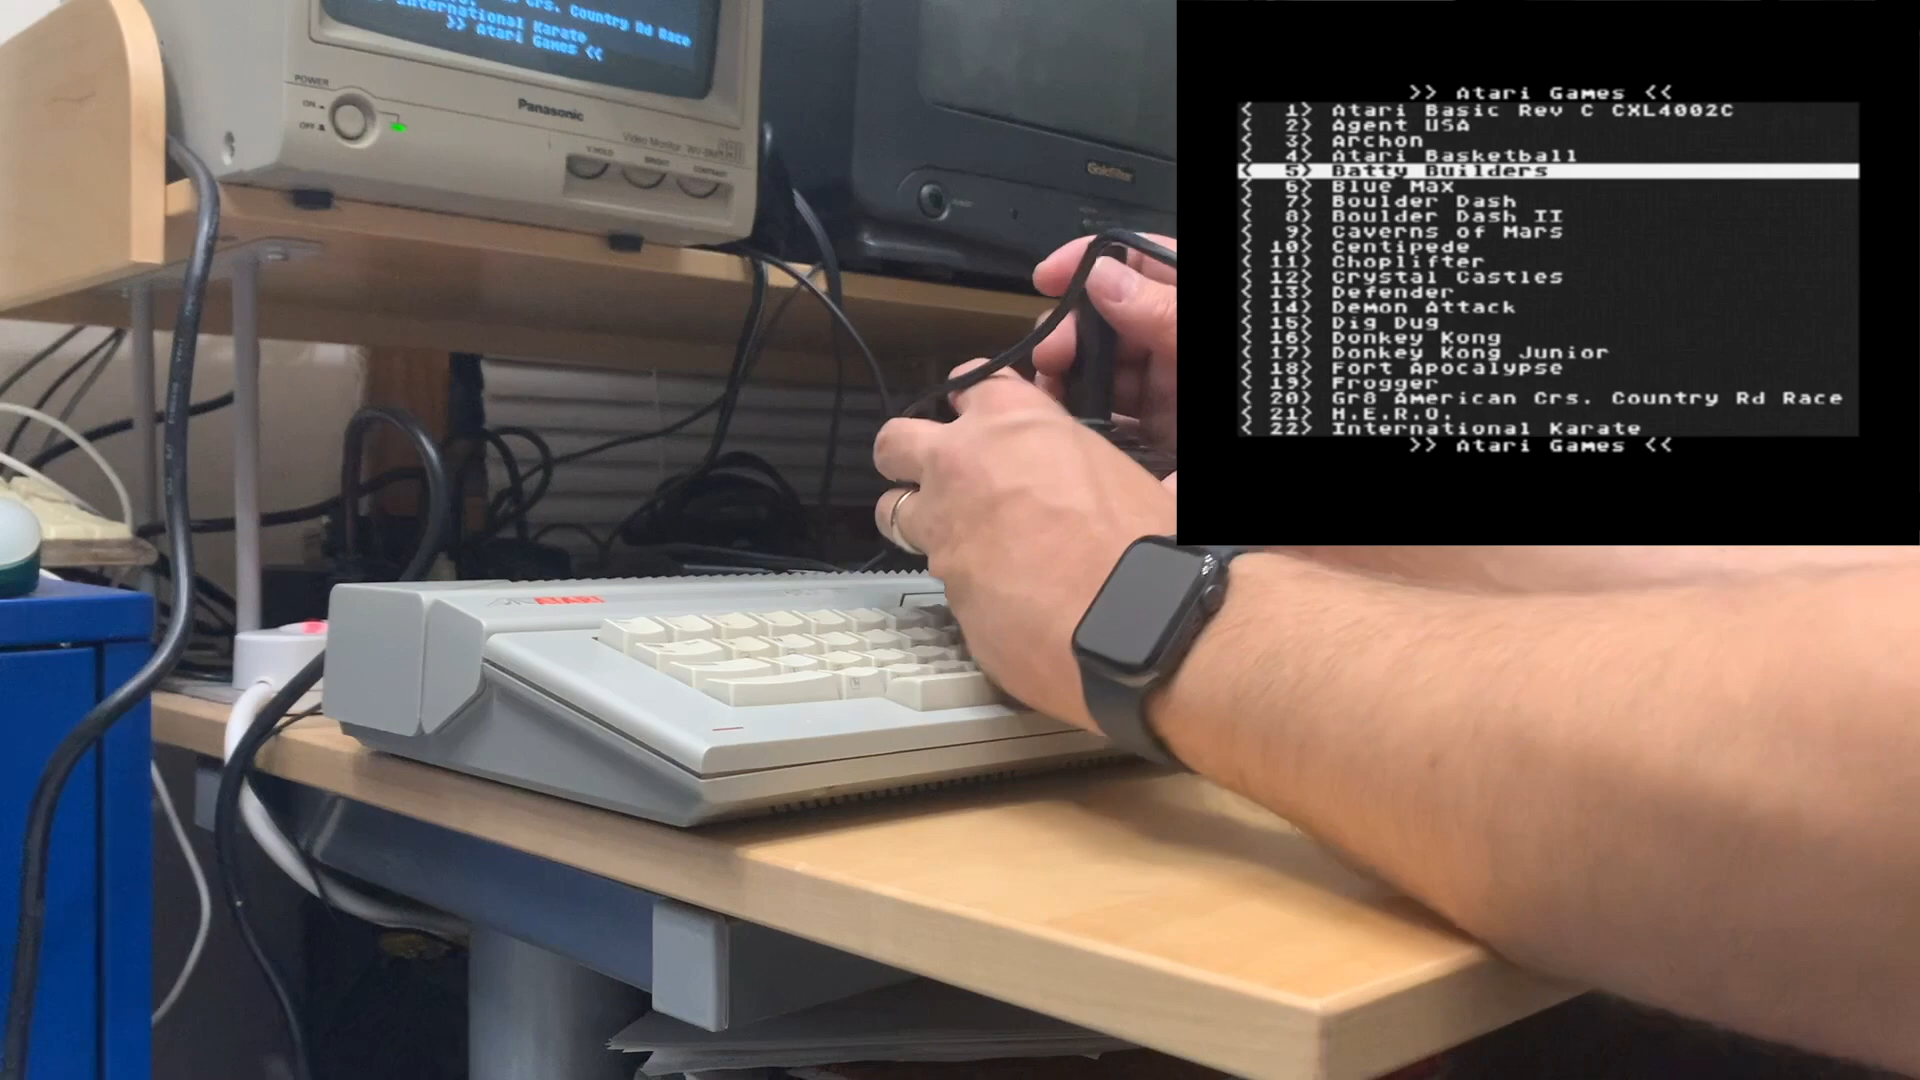 Crs. Country Rd Race
International Karate
>> Atari Games <<
POWER
ON
OFF
Panasonic
Video Monitor
V.HOLD
BRIGHT
CONTRAST
GoldStar
ATARI
>> Atari Games <<
< 1> Atari Basic Rev C CXL4002C
< 2> Agent USA
< 3> Archon
< 4> Atari Basketball
< 5> Batty Builders
< 6> Blue Max
< 7> Boulder Dash
< 8> Boulder Dash II
< 9> Caverns of Mars
< 10> Centipede
< 11> Choplifter
< 12> Crystal Castles
< 13> Defender
< 14> Demon Attack
< 15> Dig Dug
< 16> Donkey Kong
< 17> Donkey Kong Junior
< 18> Fort Apocalypse
< 19> Frogger
< 20> Gr8 American Crs. Country Rd Race
< 21> H.E.R.O.
< 22> International Karate
>> Atari Games <<